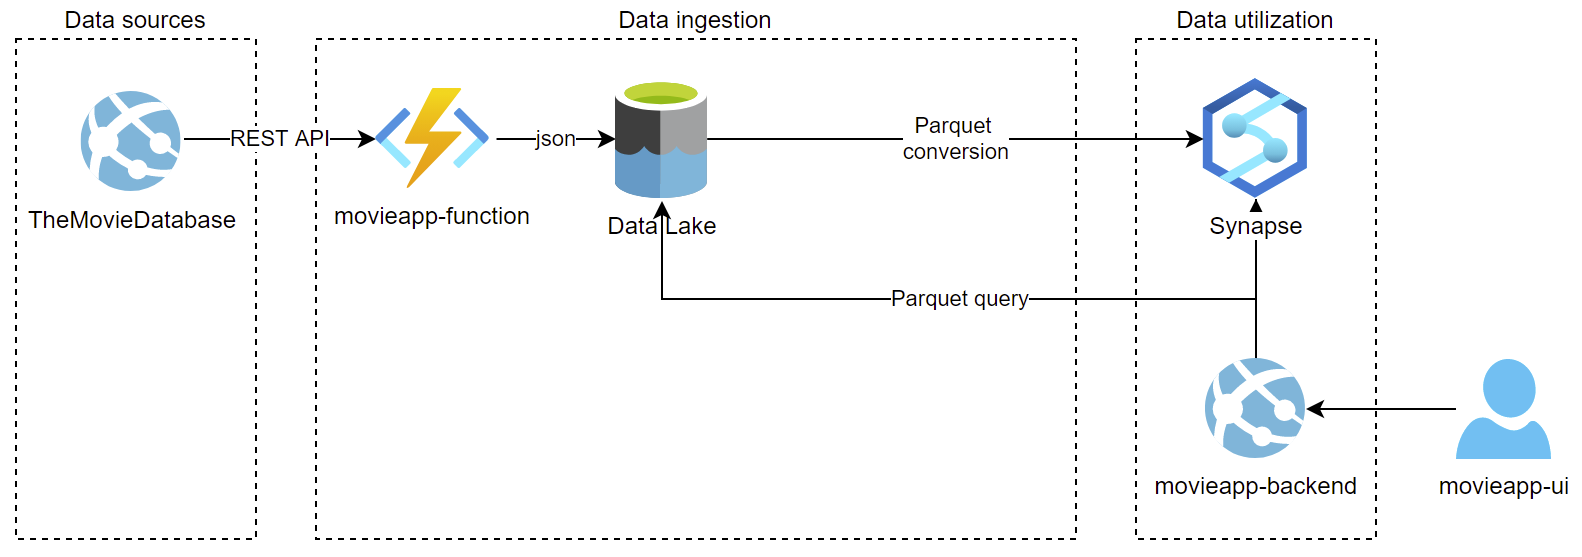 Data sources
Data ingestion
Data utilization
REST API
json
Parquet
conversion
TheMovieDatabase
movieapp-function
Data Lake
Synapse
Parquet query
movieapp-backend
movieapp-ui